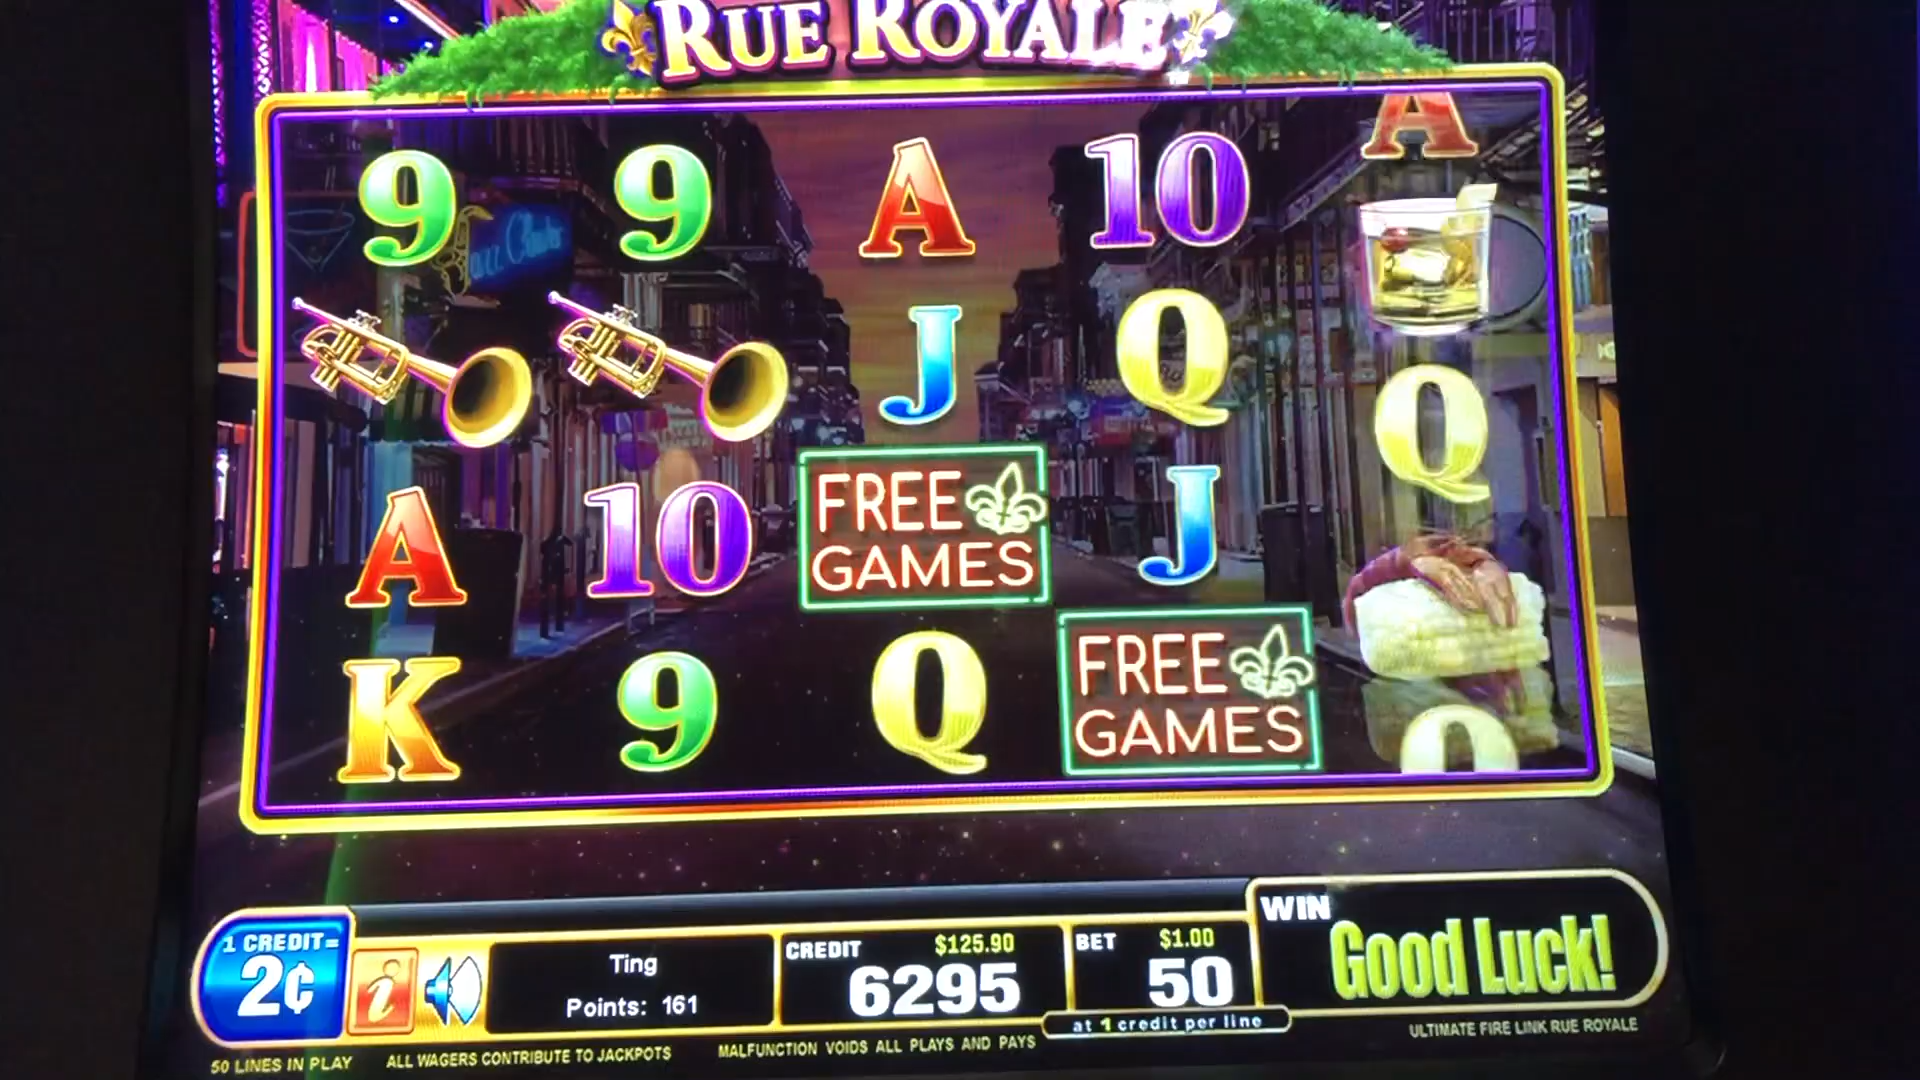 RUE ROYALE
A
9 9 A 10
Jazz Clubs
J Q Q
A 10 FREE GAMES J
K 9 Q FREE GAMES Q
1 CREDIT=
2¢
i
Ting
Points: 161
CREDIT $125.90
6295
BET $1.00
50
at 1 credit per line
WIN
Good Luck!
50 LINES IN PLAY
ALL WAGERS CONTRIBUTE TO JACKPOTS
MALFUNCTION VOIDS ALL PLAYS AND PAYS
ULTIMATE FIRE LINK RUE ROYALE